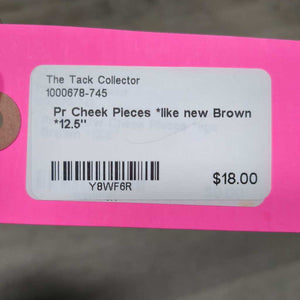 The Tack Collector
1000678-745
Pr Cheek Pieces *like new Brown
*12.5"
Y8WF6R
$18.00